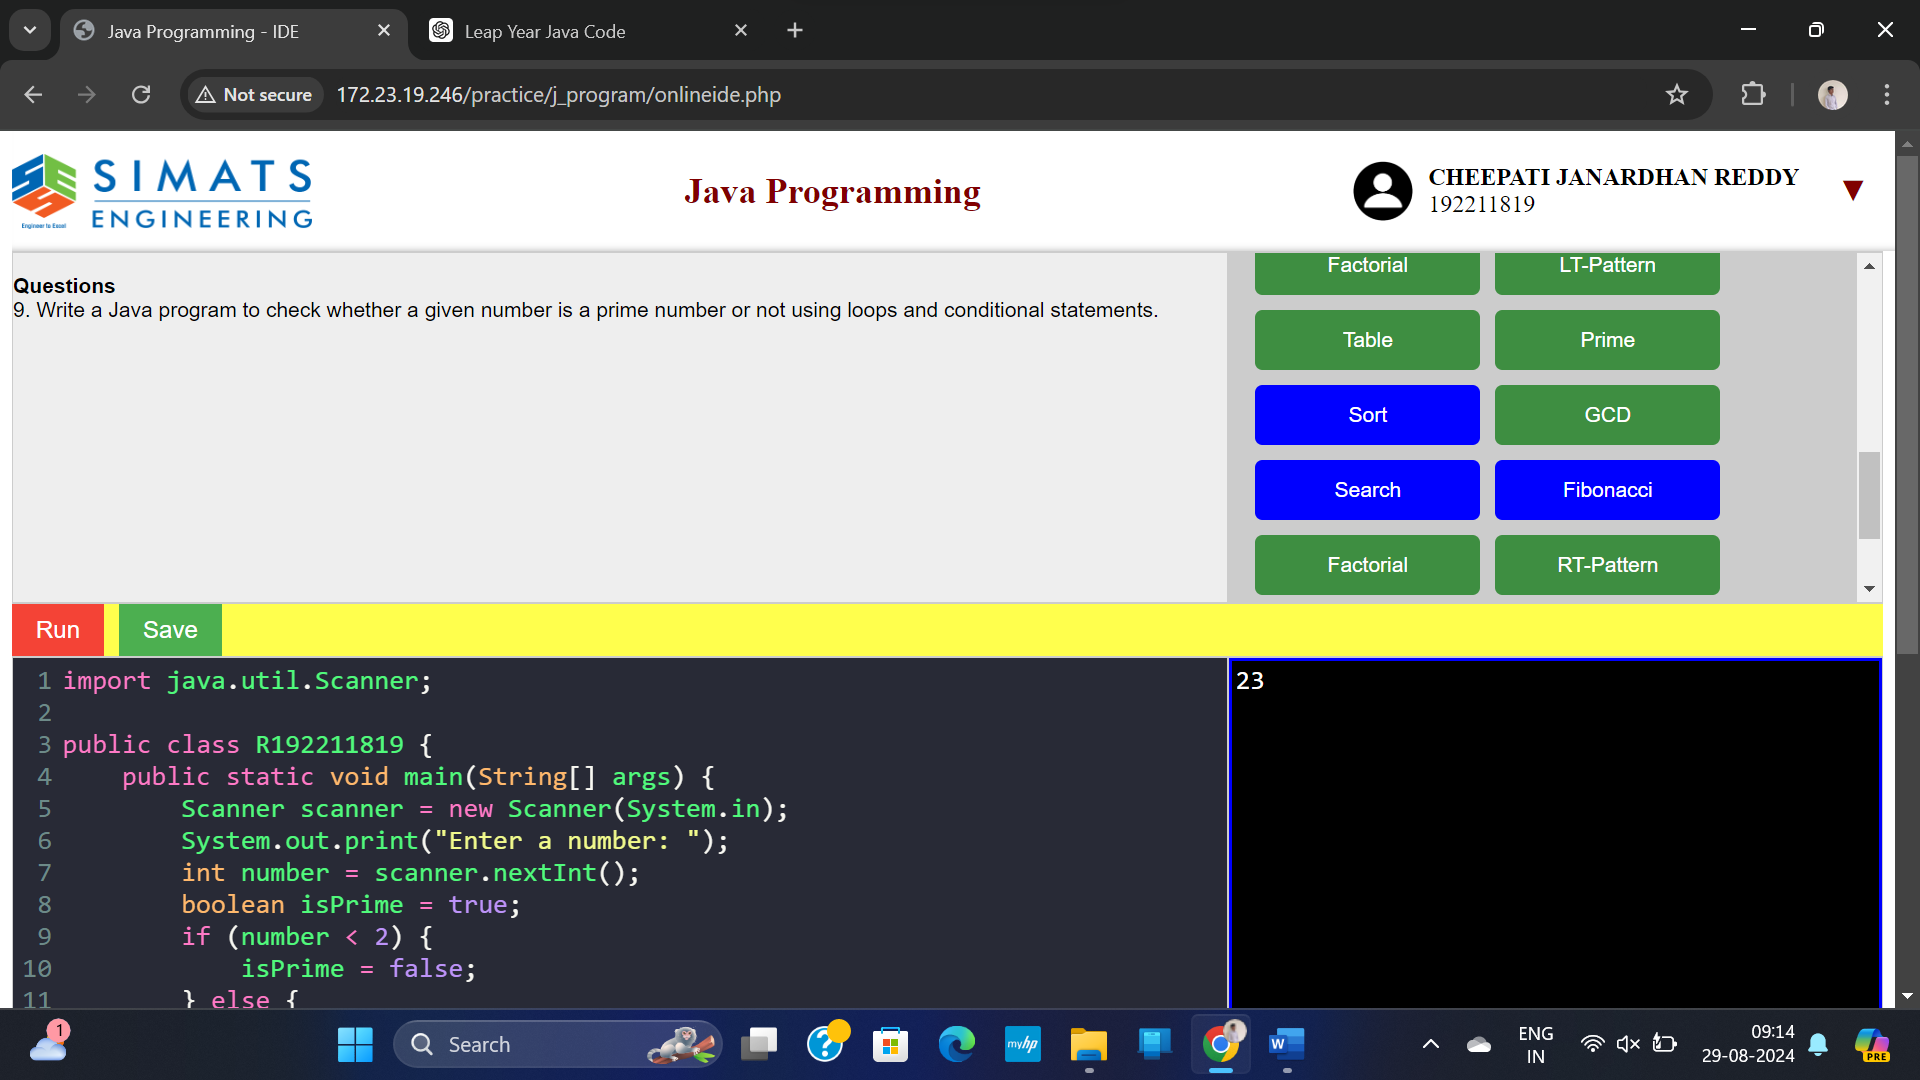 Java Programming - IDE
Leap Year Java Code
Not secure
172.23.19.246/practice/j_program/onlineide.php
SIMATS
ENGINEERING
Engineer to Excel
Java Programming
CHEEPATI JANARDHAN REDDY
192211819
Questions
9. Write a Java program to check whether a given number is a prime number or not using loops and conditional statements.
Factorial
LT-Pattern
Table
Prime
Sort
GCD
Search
Fibonacci
Factorial
RT-Pattern
Run
Save
1 import java.util.Scanner;
2
3 public class R192211819 {
4     public static void main(String[] args) {
5         Scanner scanner = new Scanner(System.in);
6         System.out.print("Enter a number: ");
7         int number = scanner.nextInt();
8         boolean isPrime = true;
9         if (number < 2) {
10             isPrime = false;
11         } else {
23
1
Search
myhp
W
PRE
ENG
IN
09:14
29-08-2024